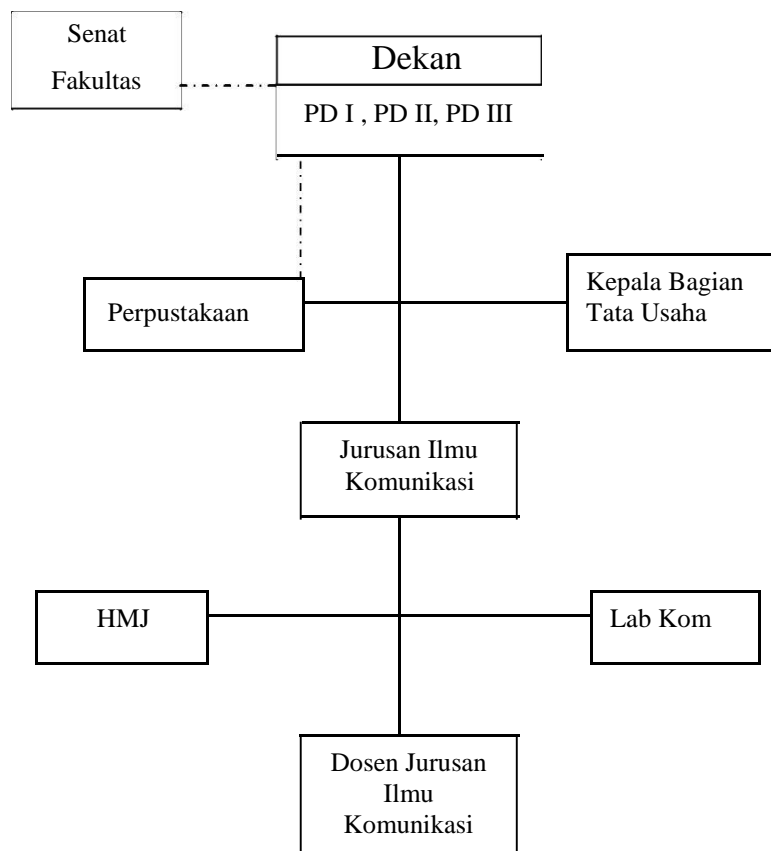 Senat
Fakultas
Dekan
PD I , PD II, PD III
Perpustakaan
Kepala Bagian
Tata Usaha
Jurusan Ilmu
Komunikasi
HMJ
Lab Kom
Dosen Jurusan
Ilmu
Komunikasi